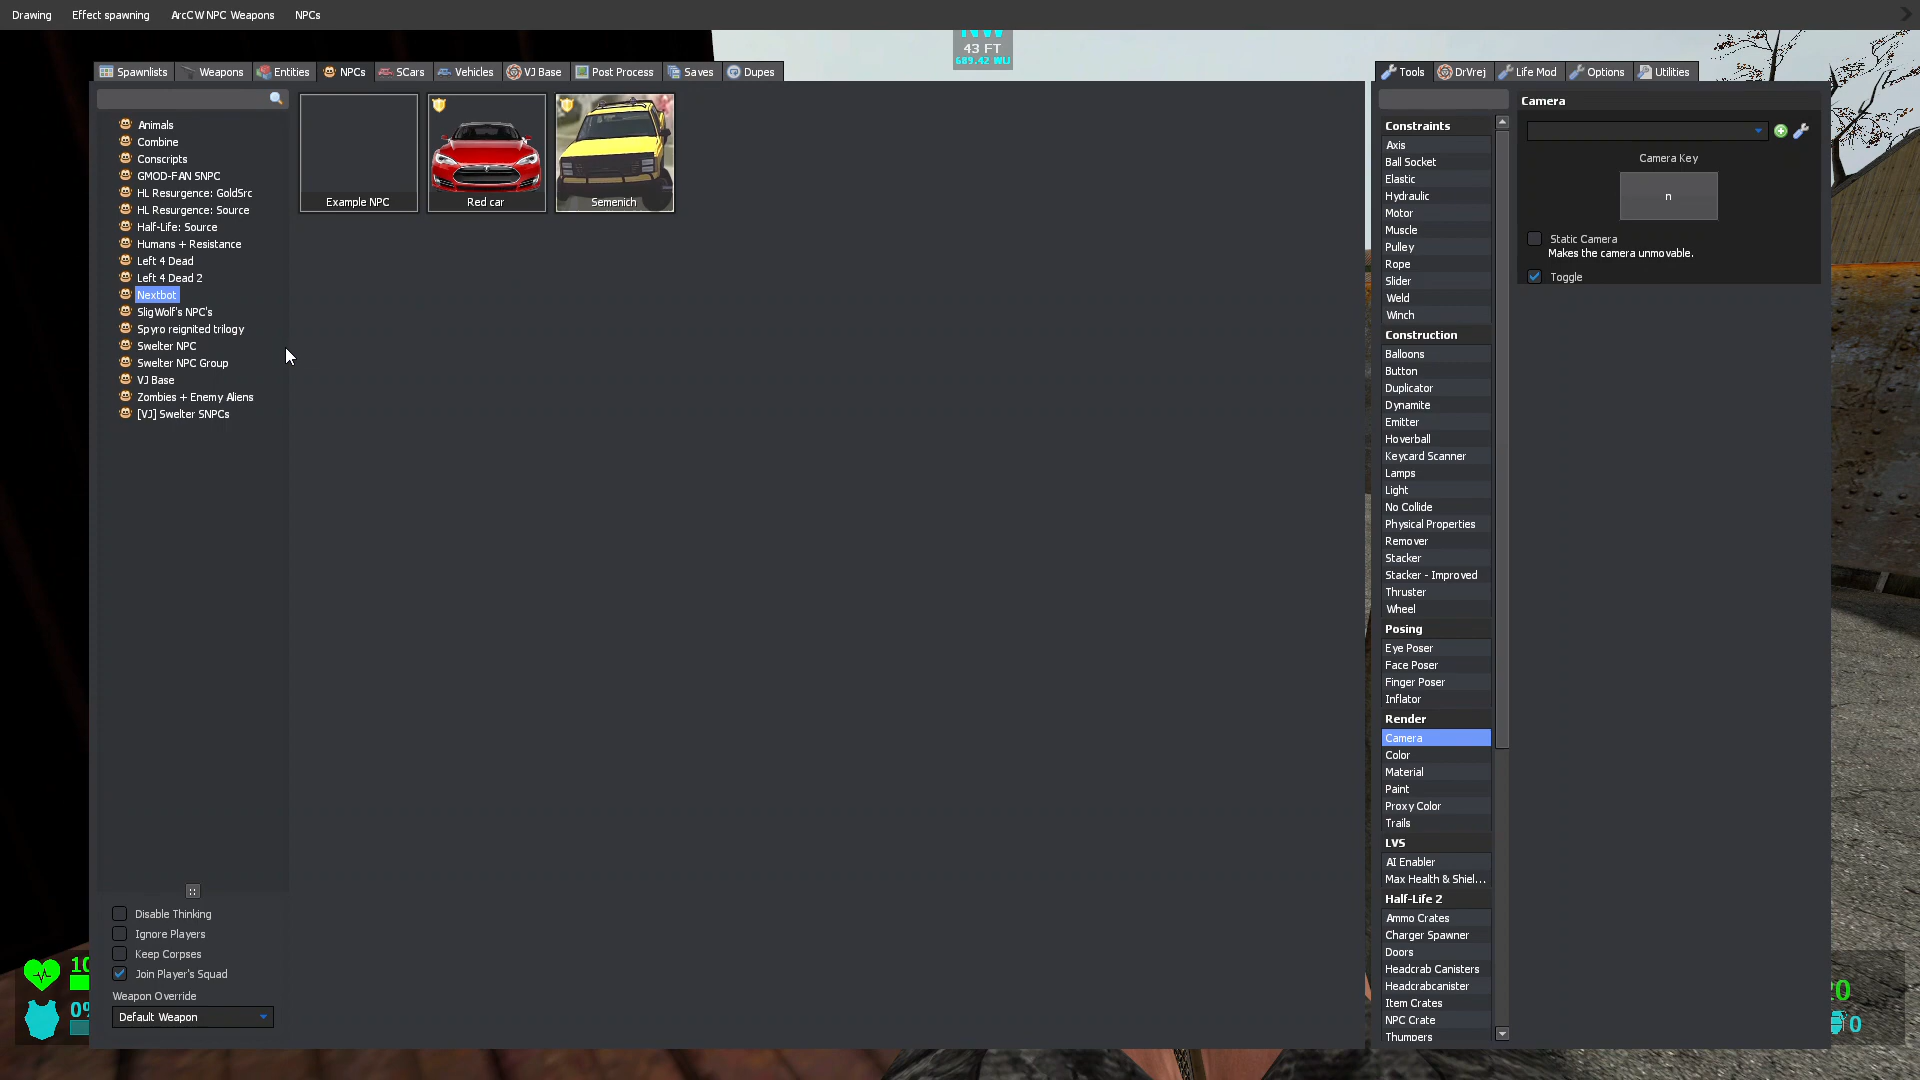 Drawing
Effect spawning
ArcCW NPC Weapons
NPCs
NW
43 FT
689.42 WU
Spawnlists
Weapons
Entities
NPCs
SCars
Vehicles
VJ Base
Post Process
Saves
Dupes
Animals
Combine
Conscripts
GMOD-FAN SNPC
HL Resurgence: GoldSrc
HL Resurgence: Source
Half-Life: Source
Humans + Resistance
Left 4 Dead
Left 4 Dead 2
Nextbot
SligWolf's NPC's
Spyro reignited trilogy
Swelter NPC
Swelter NPC Group
VJ Base
Zombies + Enemy Aliens
[VJ] Swelter SNPCs
Example NPC
Red car
Semenich
Disable Thinking
Ignore Players
Keep Corpses
Join Player's Squad
Weapon Override
Default Weapon
10
0%
Tools
DrVrej
Life Mod
Options
Utilities
Constraints
Axis
Ball Socket
Elastic
Hydraulic
Motor
Muscle
Pulley
Rope
Slider
Weld
Winch
Construction
Balloons
Button
Duplicator
Dynamite
Emitter
Hoverball
Keycard Scanner
Lamps
Light
No Collide
Physical Properties
Remover
Stacker
Stacker - Improved
Thruster
Wheel
Posing
Eye Poser
Face Poser
Finger Poser
Inflator
Render
Camera
Color
Material
Paint
Proxy Color
Trails
LVS
AI Enabler
Max Health & Shiel...
Half-Life 2
Ammo Crates
Charger Spawner
Doors
Headcrab Canisters
Headcrabcanister
Item Crates
NPC Crate
Thumpers
Camera
Camera Key
n
Static Camera
Makes the camera unmovable.
Toggle
0